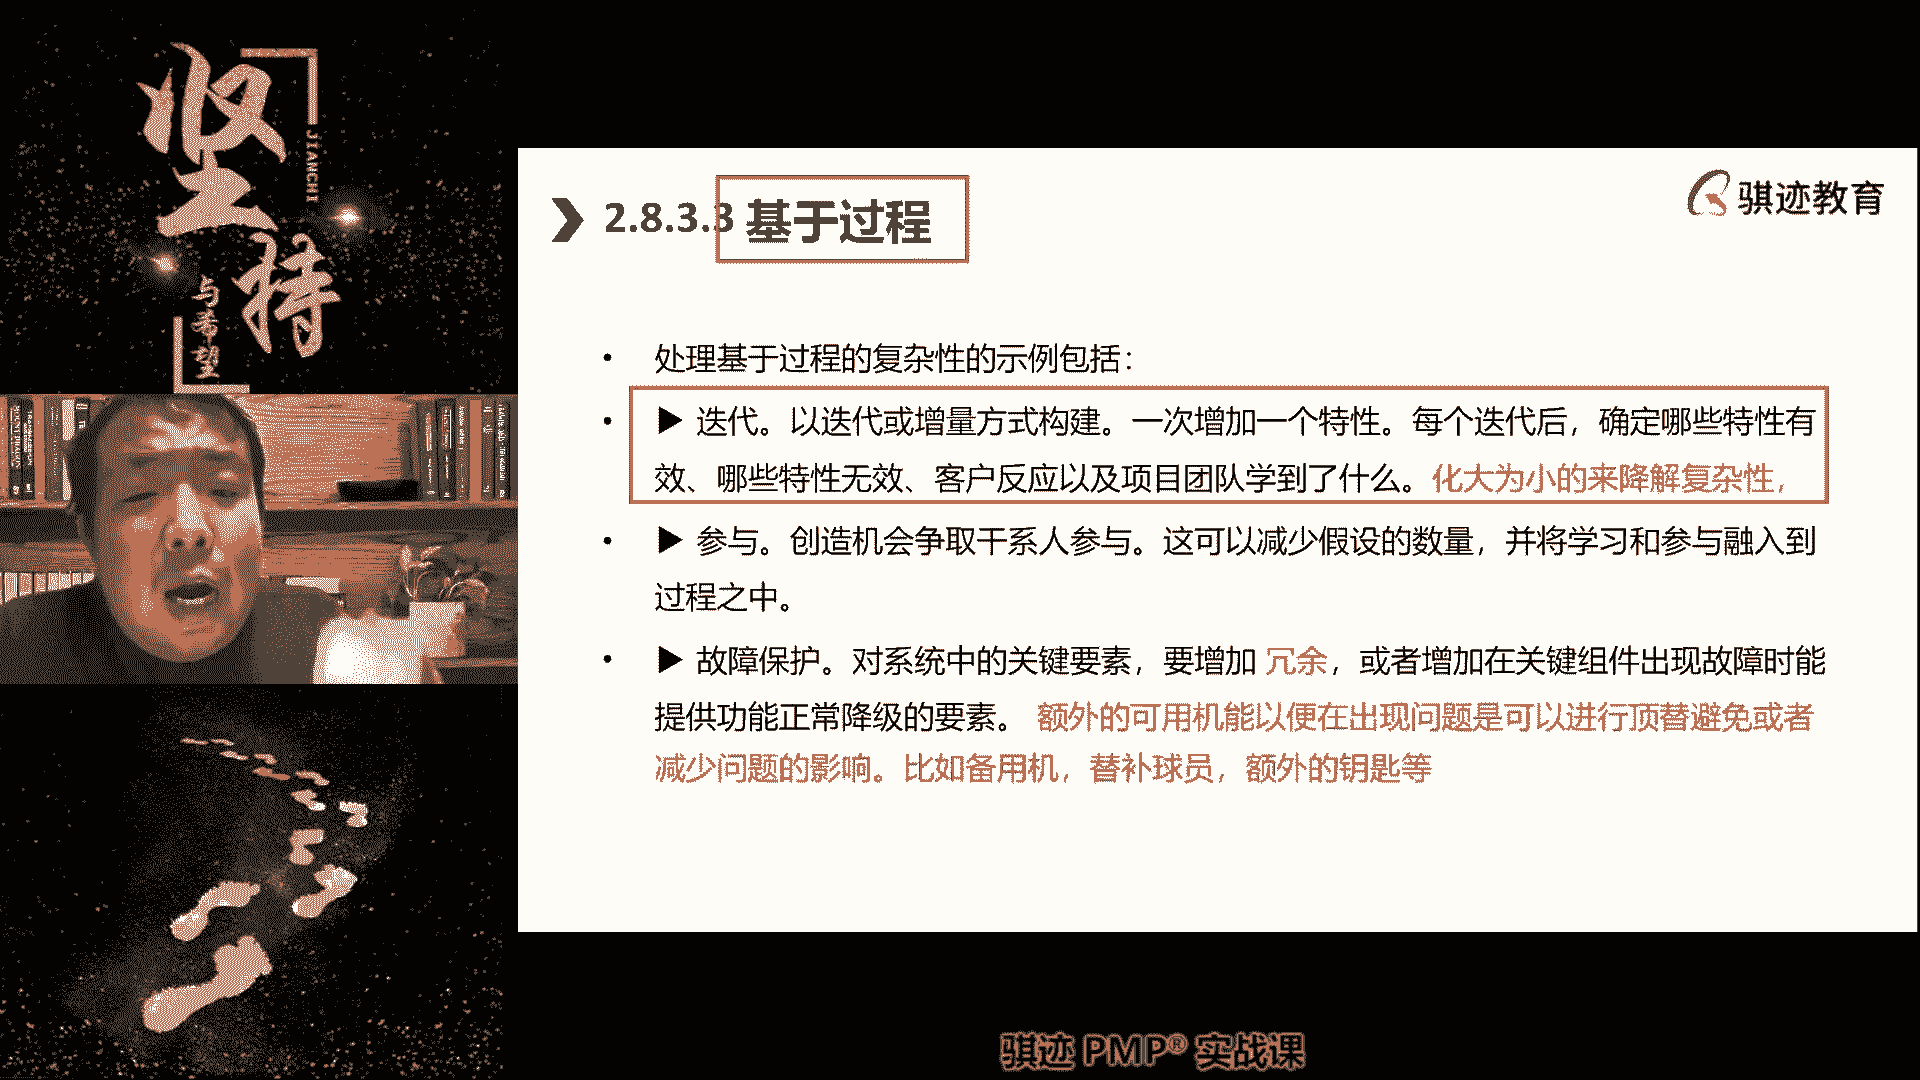 坚持
JIANCHI
与希望
2.8.3.3 基于过程
骐迹教育
• 处理基于过程的复杂性的示例包括：
• ▶ 迭代。以迭代或增量方式构建。一次增加一个特性。每个迭代后，确定哪些特性有
效、哪些特性无效、客户反应以及项目团队学到了什么。化大为小的来降解复杂性，
• ▶ 参与。创造机会争取干系人参与。这可以减少假设的数量，并将学习和参与融入到
过程之中。
• ▶ 故障保护。对系统中的关键要素，要增加 冗余，或者增加在关键组件出现故障时能
提供功能正常降级的要素。 额外的可用机能以便在出现问题是可以进行顶替避免或者
减少问题的影响。比如备用机，替补球员，额外的钥匙等
骐迹 PMP® 实战课